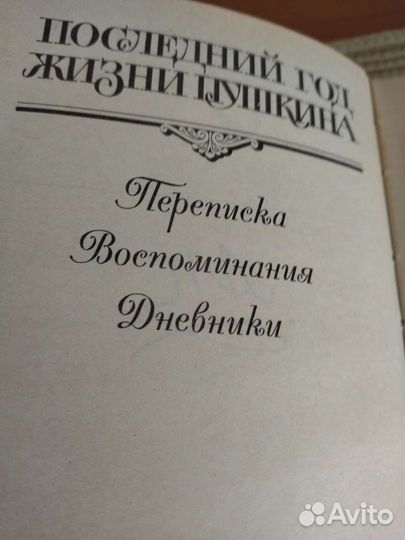 ПОСЛЕДНИЙ ГОД
ЖИЗНИ ПУШКИНА
Переписка
Воспоминания
Дневники
Avito